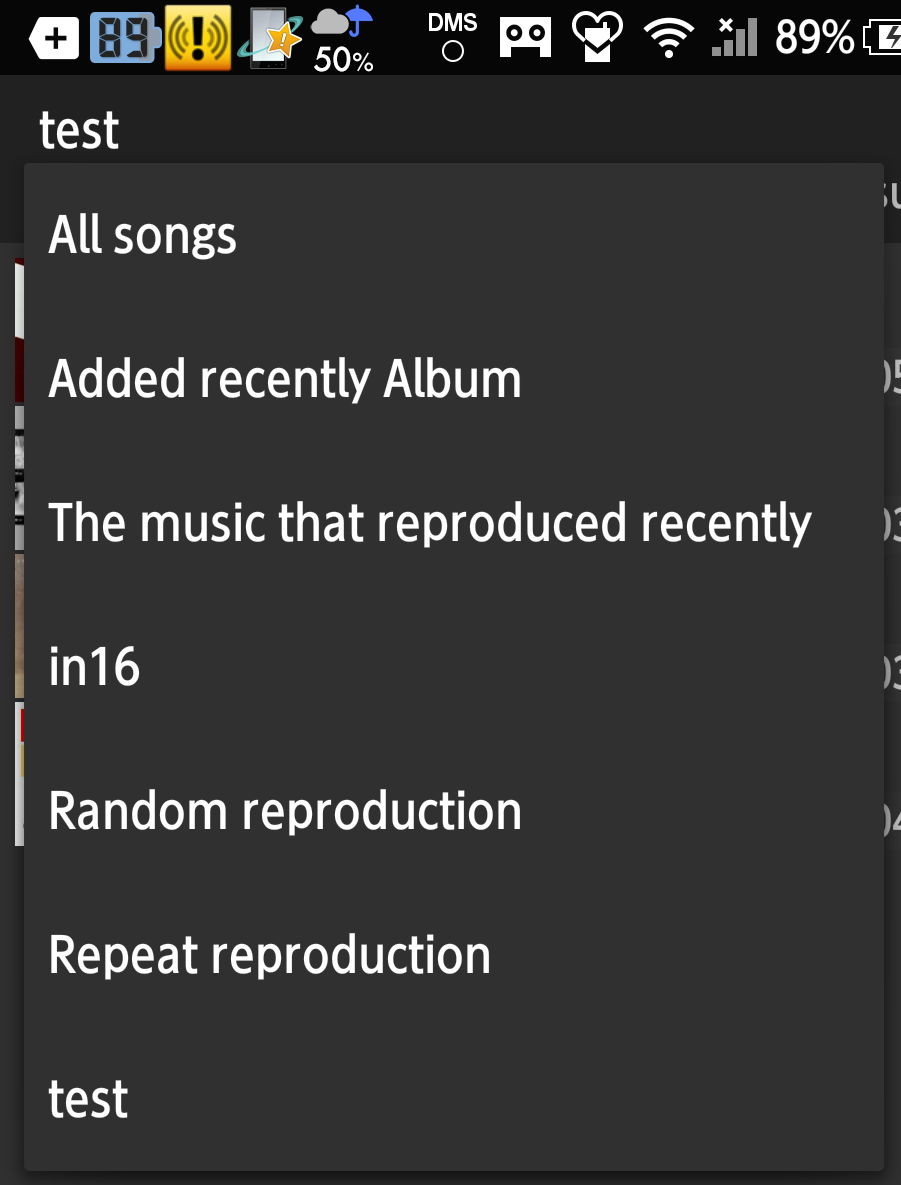 89
50%
DMS
89%
test
All songs
Added recently Album
The music that reproduced recently
in16
Random reproduction
Repeat reproduction
test